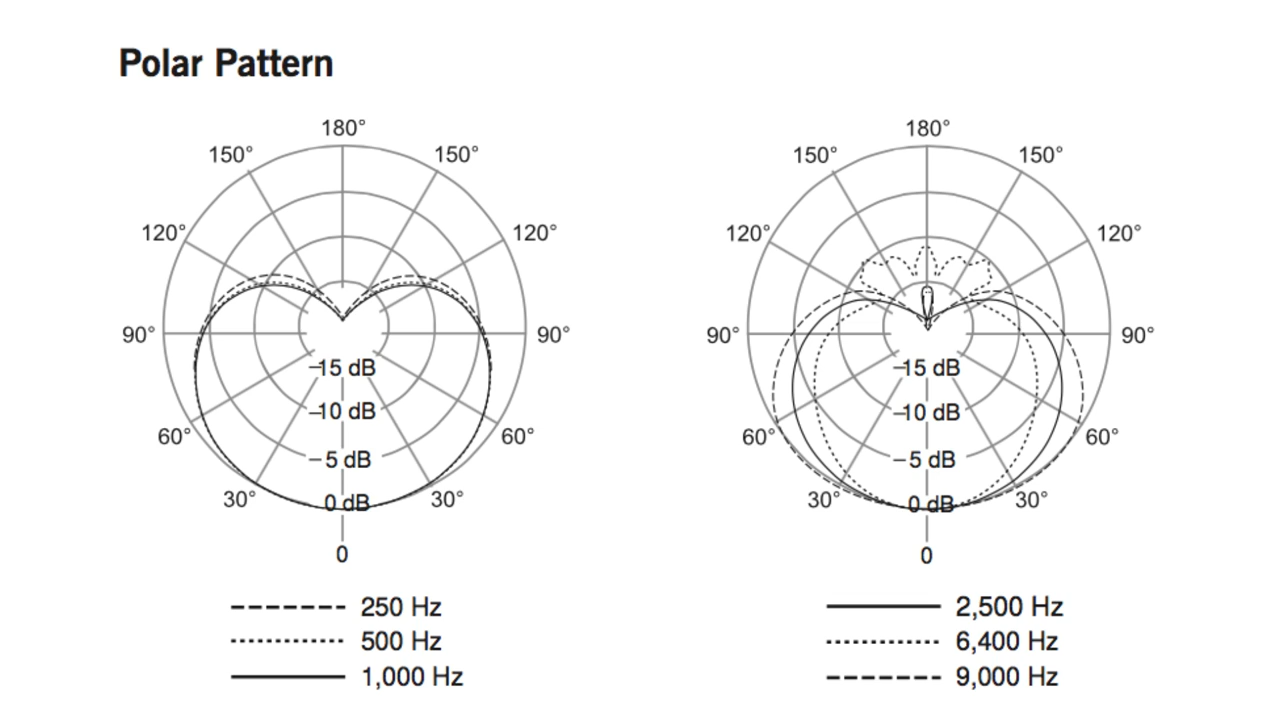 Polar Pattern
180°
150° 150°
120° 120°
90° 90°
60° 60°
30° 30°
–15 dB
–10 dB
–5 dB
0 dB
0
250 Hz
500 Hz
1,000 Hz
180°
150° 150°
120° 120°
90° 90°
60° 60°
30° 30°
–15 dB
–10 dB
–5 dB
0 dB
0
2,500 Hz
6,400 Hz
9,000 Hz